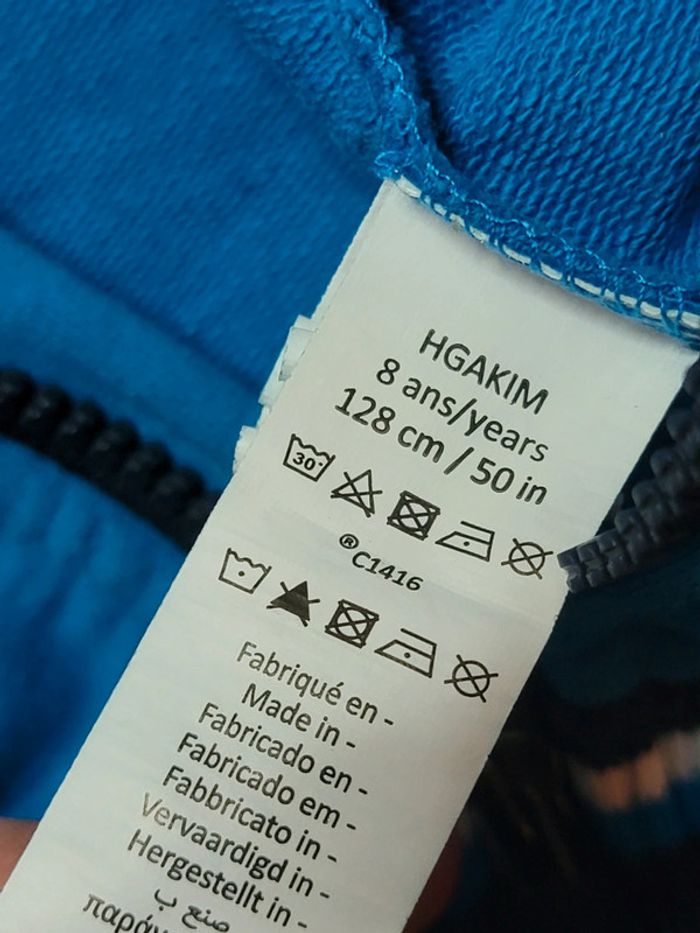 HGAKIM
8 ans/years
128 cm / 50 in
30°
® C1416
Fabriqué en -
Made in -
Fabricado en -
Fabricado em -
Fabbricato in -
Vervaardigd in -
Hergestellt in -
صنع ب